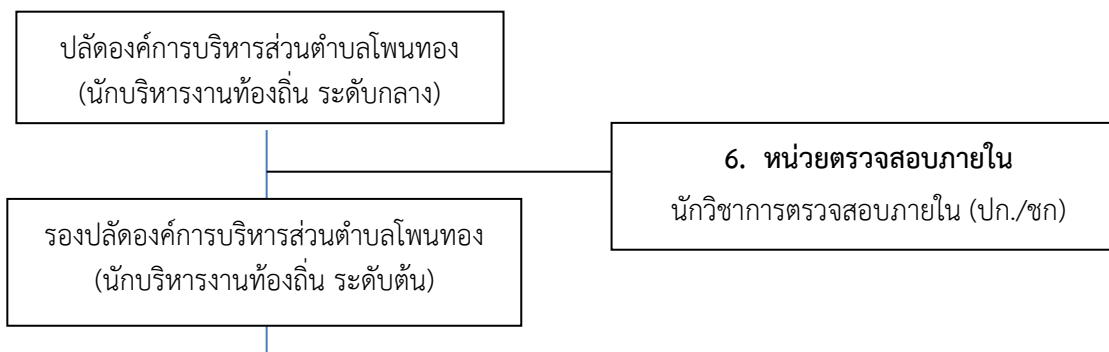 ปลัดองค์การบริหารส่วนตำบลโพนทอง
(นักบริหารงานท้องถิ่น ระดับกลาง)
6. หน่วยตรวจสอบภายใน
นักวิชาการตรวจสอบภายใน (ปก./ชก)
รองปลัดองค์การบริหารส่วนตำบลโพนทอง
(นักบริหารงานท้องถิ่น ระดับต้น)